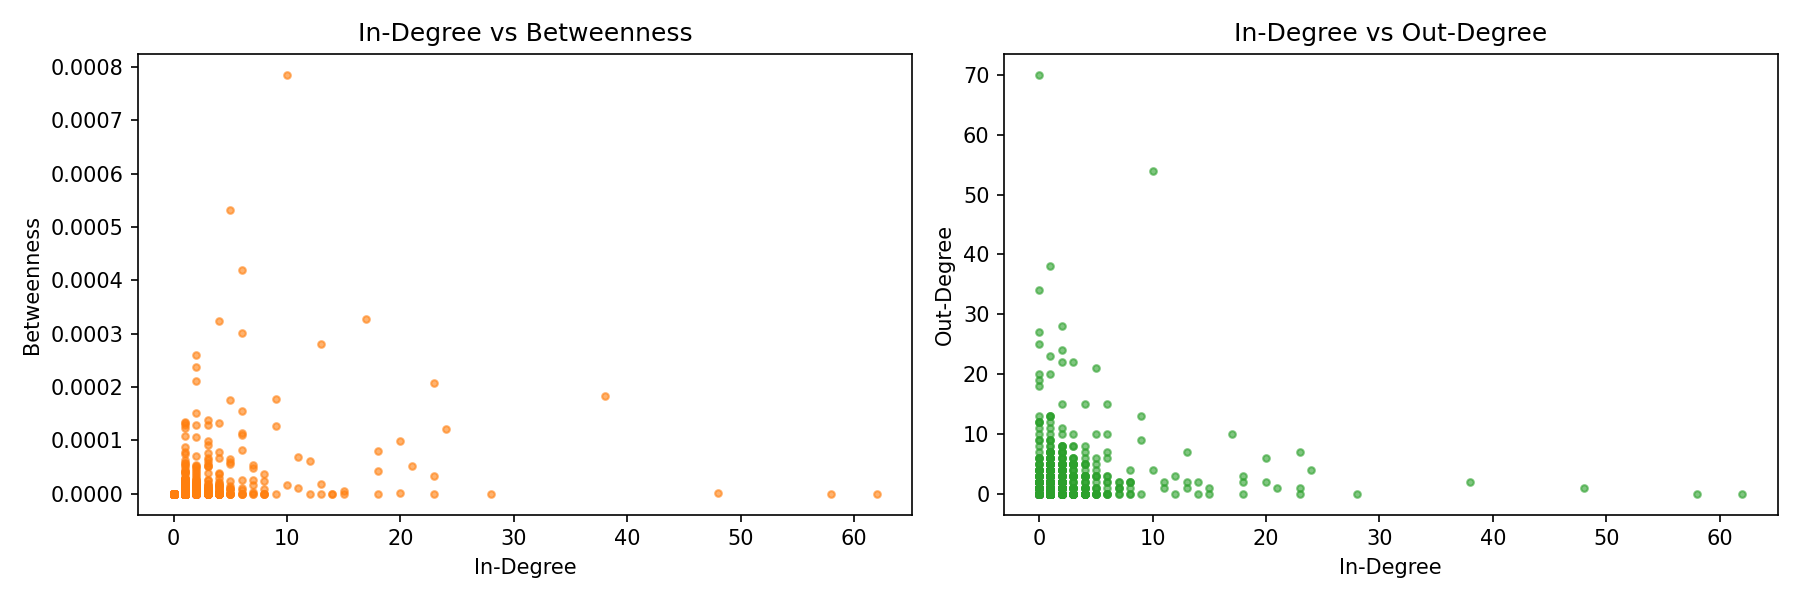 In-Degree vs Betweenness
0.0008
0.0007
0.0006
0.0005
0.0004
0.0003
0.0002
0.0001
0.0000
Betweenness
0 10 20 30 40 50 60
In-Degree
In-Degree vs Out-Degree
70
60
50
40
30
20
10
0
Out-Degree
0 10 20 30 40 50 60
In-Degree